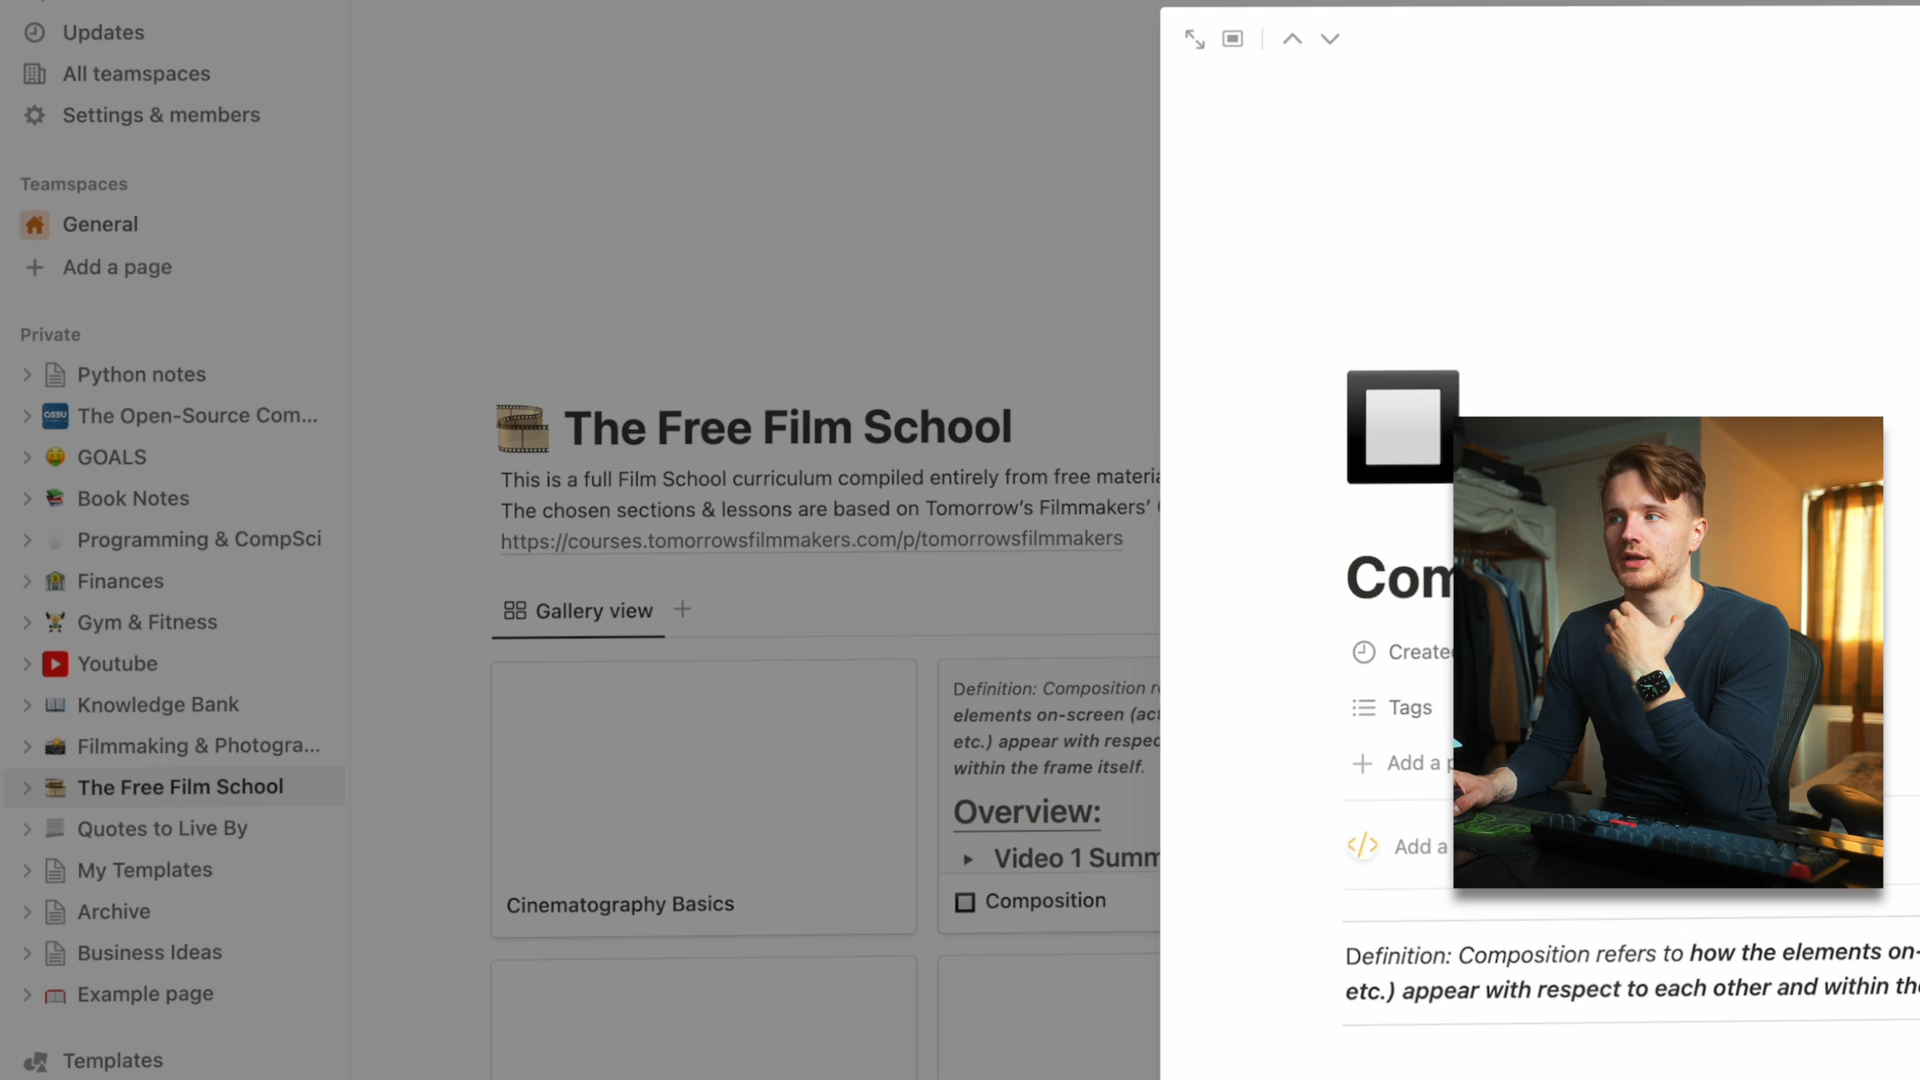 Updates
All teamspaces
Settings & members
Teamspaces
General
Add a page
Private
Python notes
OSSU
The Open-Source Com...
GOALS
Book Notes
Programming & CompSci
Finances
Gym & Fitness
Youtube
Knowledge Bank
Filmmaking & Photogra...
The Free Film School
Quotes to Live By
My Templates
Archive
Business Ideas
Example page
Templates
The Free Film School
This is a full Film School curriculum compiled entirely from free materia
The chosen sections & lessons are based on Tomorrow’s Filmmakers’
https://courses.tomorrowsfilmmakers.com/p/tomorrowsfilmmakers
Gallery view
Cinematography Basics
Definition: Composition r
elements on-screen (act
etc.) appear with respec
within the frame itself.
Overview:
Video 1 Summ
Composition
Com
Create
Tags
Add a p
</> Add a
Definition: Composition refers to how the elements on-
etc.) appear with respect to each other and within the